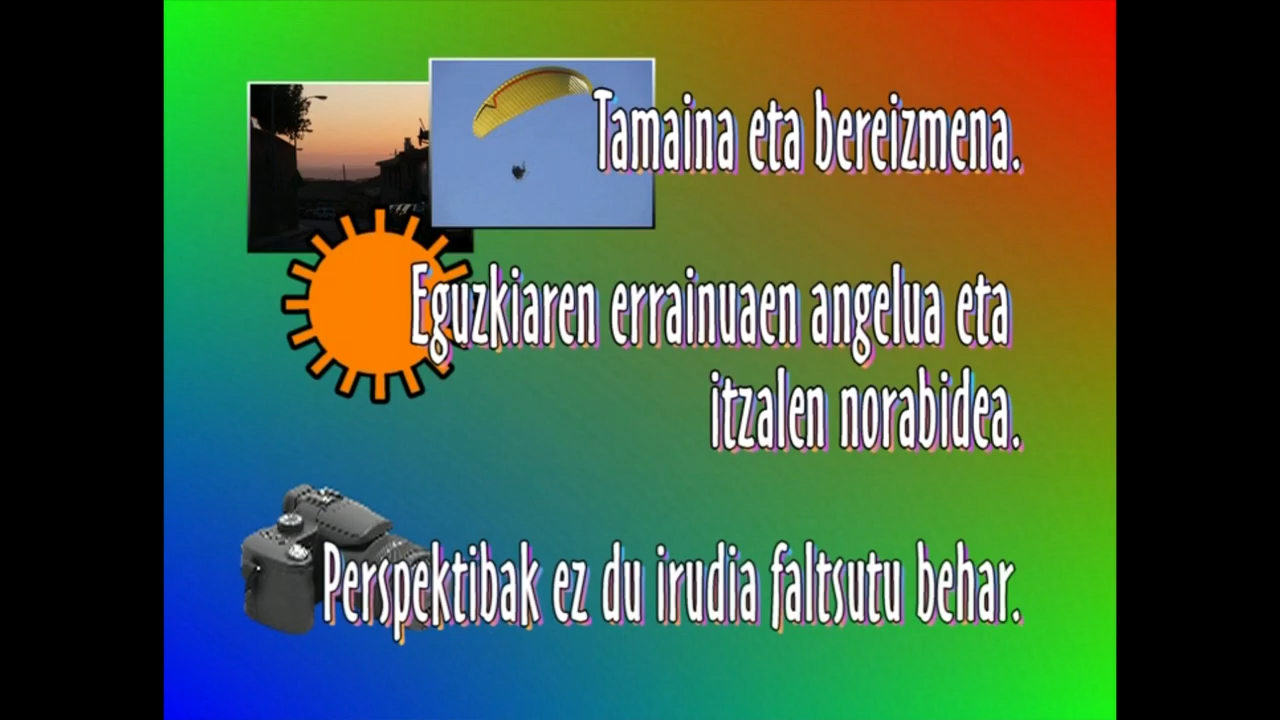 Tamaina eta bereizmena.
Eguzkiaren errainuaen angelua eta
itzalen norabidea.
Perspektibak ez du irudia faltsutu behar.